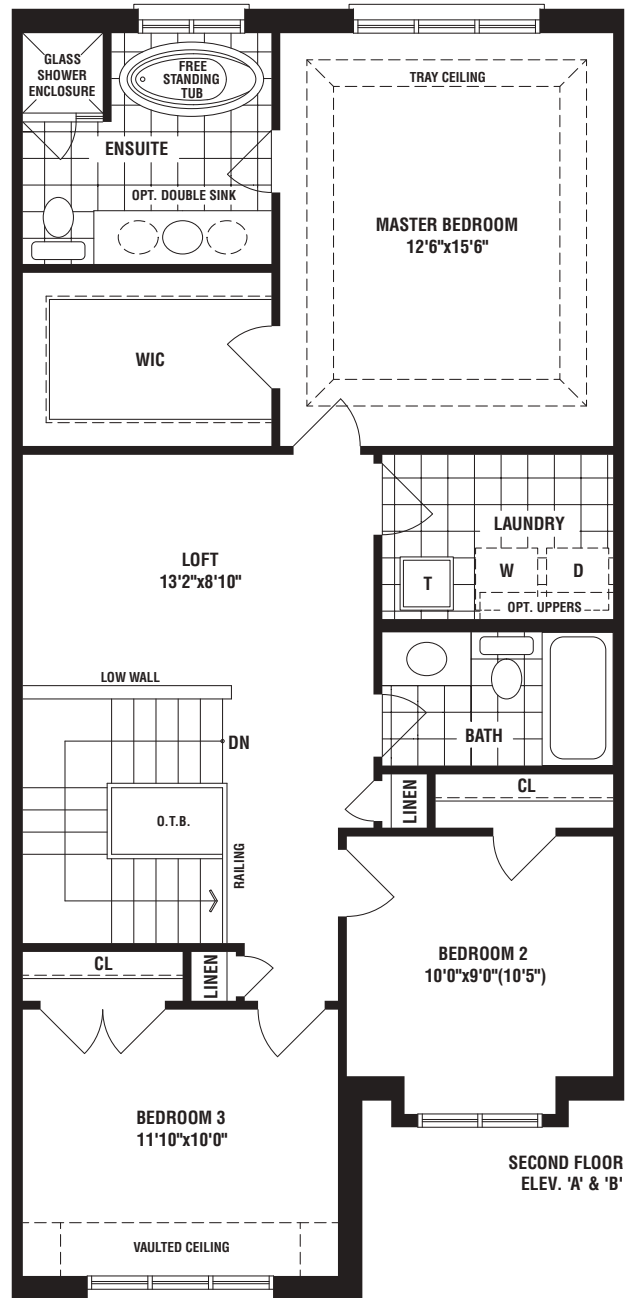 GLASS
SHOWER
ENCLOSURE
FREE
STANDING
TUB
TRAY CEILING
ENSUITE
OPT. DOUBLE SINK
MASTER BEDROOM
12'6"x15'6"
WIC
LAUNDRY
LOFT
13'2"x8'10"
T
W
D
OPT. UPPERS
LOW WALL
DN
BATH
O.T.B.
LINEN
CL
RAILING
BEDROOM 2
10'0"x9'0"(10'5")
CL
LINEN
BEDROOM 3
11'10"x10'0"
SECOND FLOOR
ELEV. 'A' & 'B'
VAULTED CEILING